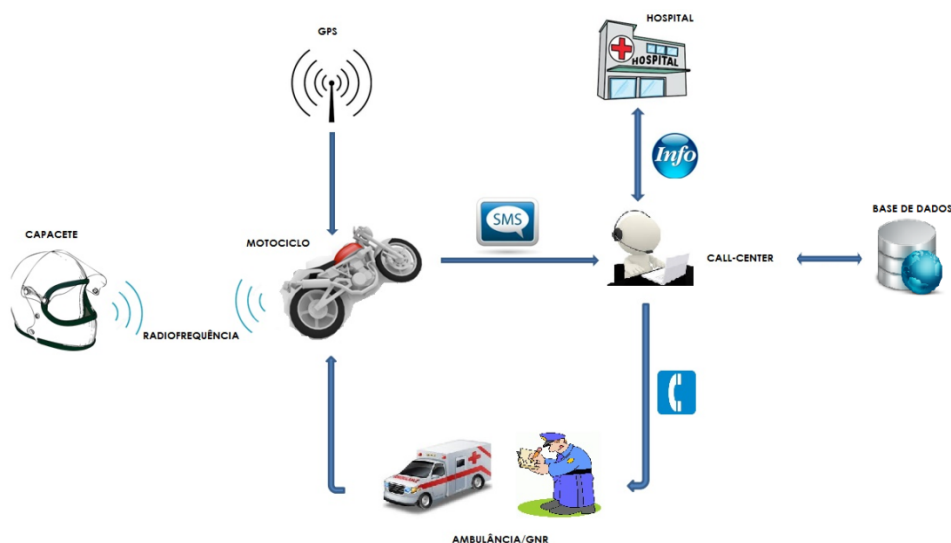 HOSPITAL
GPS
HOSPITAL
Info
BASE DE DADOS
SMS
CAPACETE
MOTOCICLO
CALL-CENTER
RADIOFREQUÊNCIA
AMBULÂNCIA/GNR